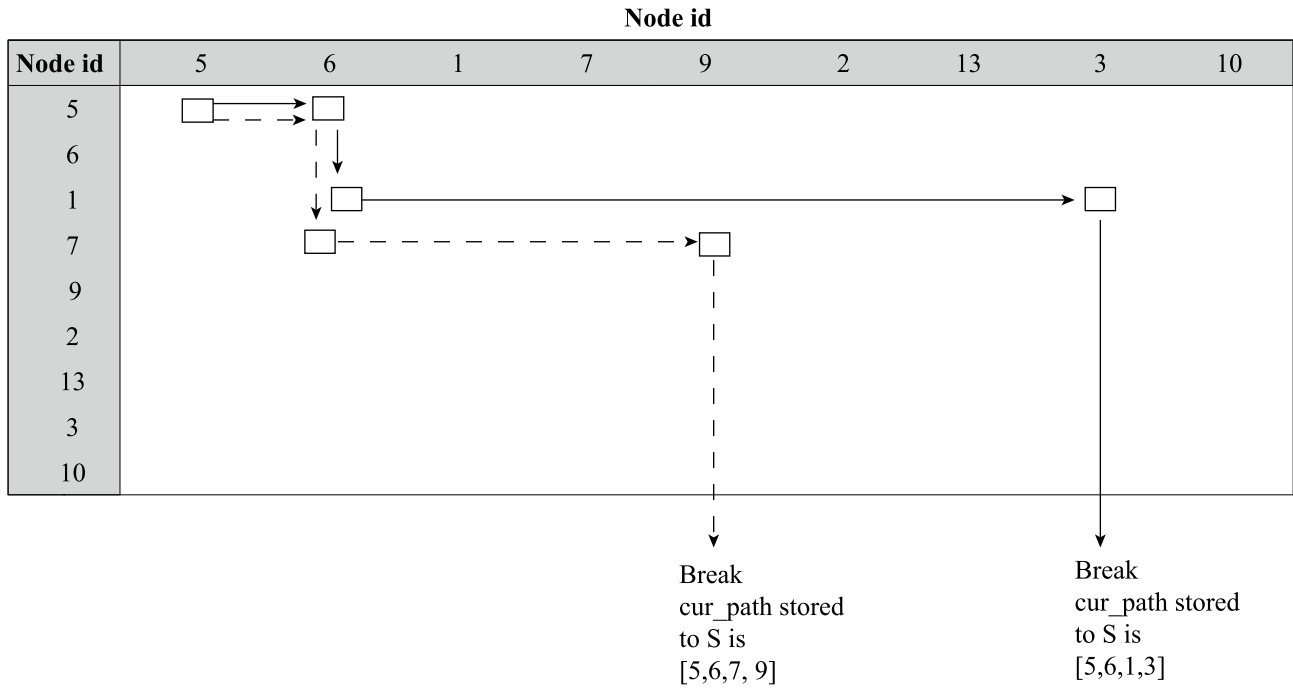 Node id
Node id 5 6 1 7 9 2 13 3 10
5
6
1
7
9
2
13
3
10
Break
cur_path stored
to S is
[5,6,7, 9]
Break
cur_path stored
to S is
[5,6,1,3]